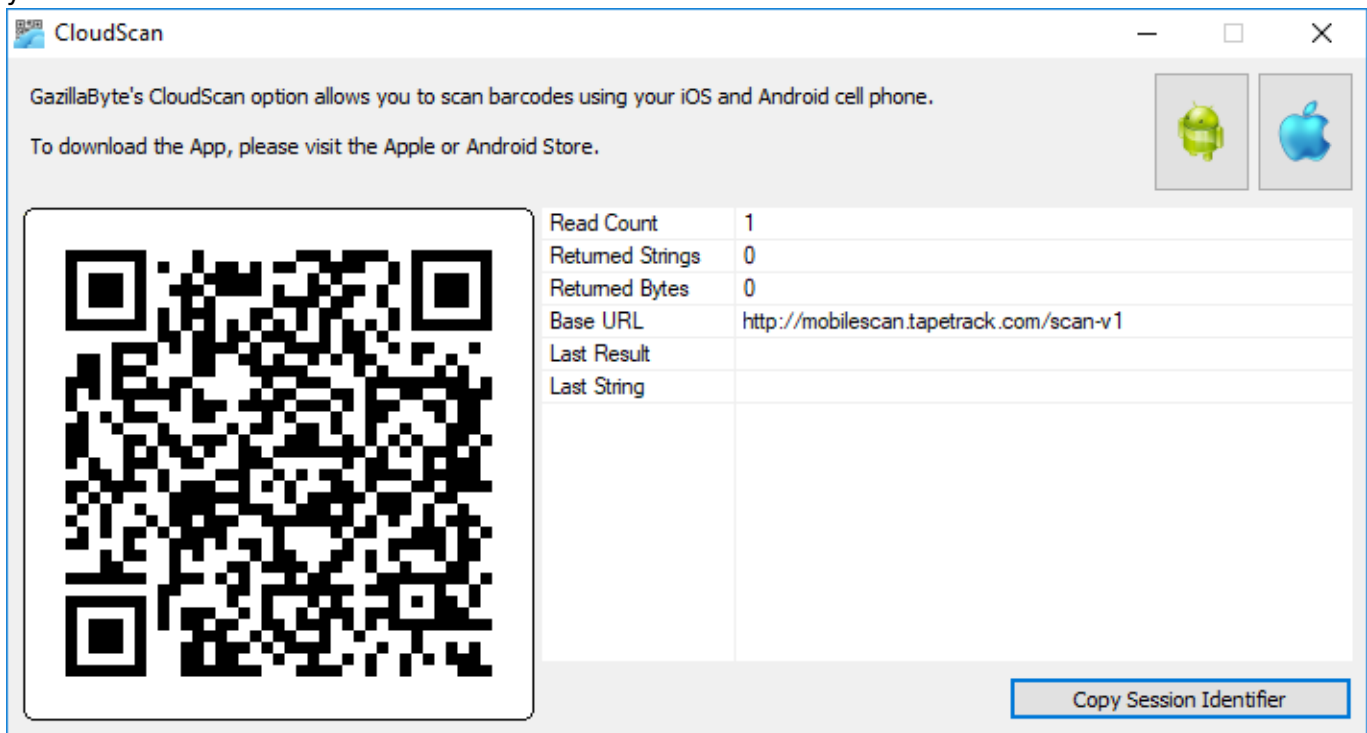 CloudScan
GazillaByte's CloudScan option allows you to scan barcodes using your iOS and Android cell phone.
To download the App, please visit the Apple or Android Store.
Read Count 1
Returned Strings 0
Returned Bytes 0
Base URL http://mobilescan.tapetrack.com/scan-v1
Last Result
Last String
Copy Session Identifier